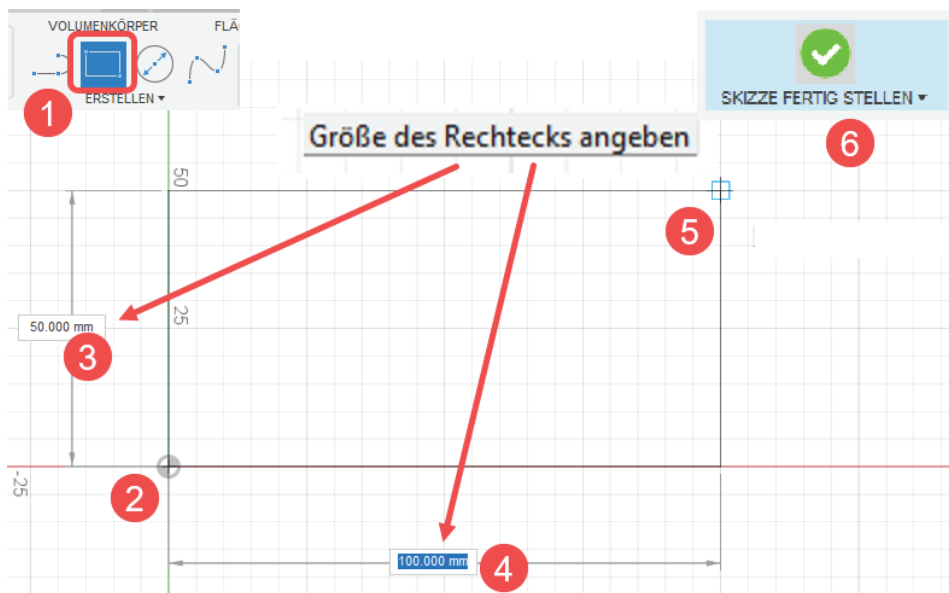 VOLUMENKÖRPER FLÄ
ERSTELLEN ▾
1
SKIZZE FERTIG STELLEN ▾
6
Größe des Rechtecks angeben
50
5
25
50.000 mm
3
-25
2
100.000 mm
4